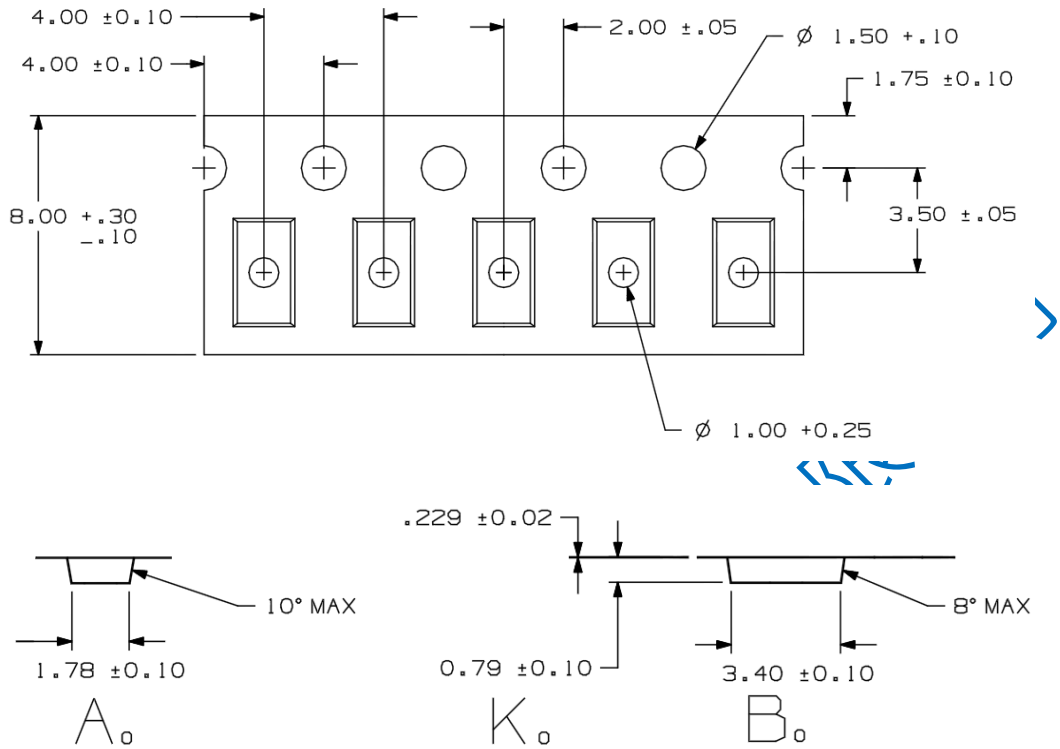 4.00 ±0.10
2.00 ±.05
Ø 1.50 +.10
4.00 ±0.10
1.75 ±0.10
8.00 +.30
-.10
3.50 ±.05
Ø 1.00 +0.25
.229 ±0.02
10° MAX
8° MAX
1.78 ±0.10
0.79 ±0.10
3.40 ±0.10
A₀
K₀
B₀